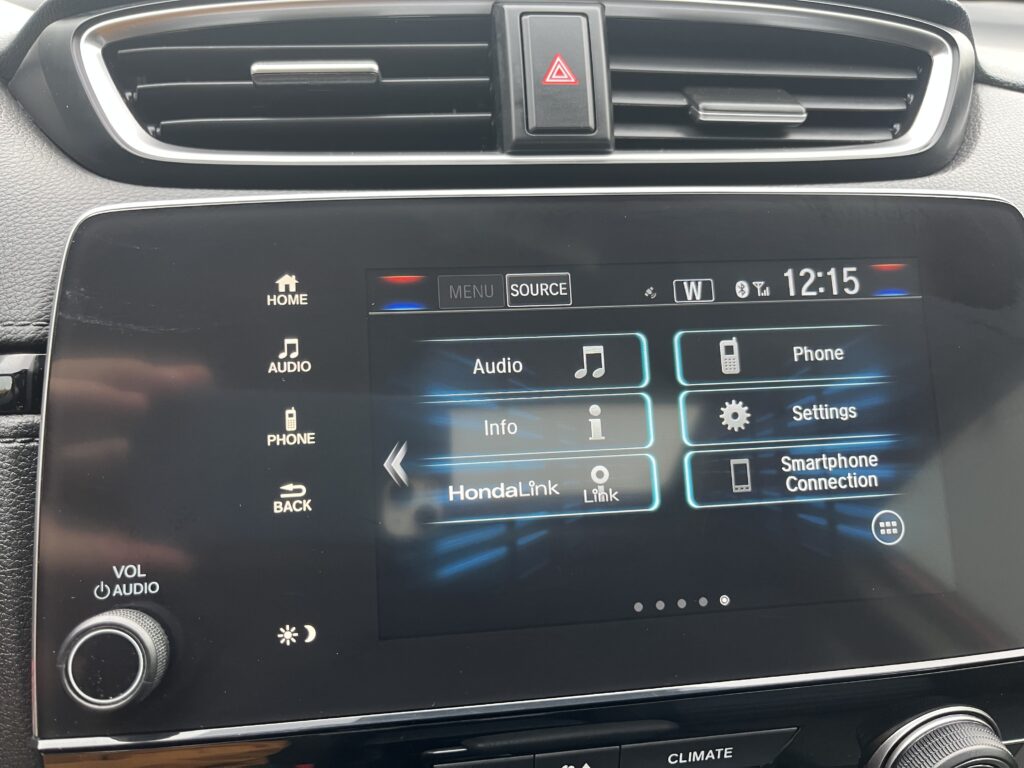 HOME
AUDIO
PHONE
BACK
VOL
AUDIO
MENU
SOURCE
W
12:15
Audio
Phone
Info
Settings
HondaLink
Link
Smartphone
Connection
CLIMATE